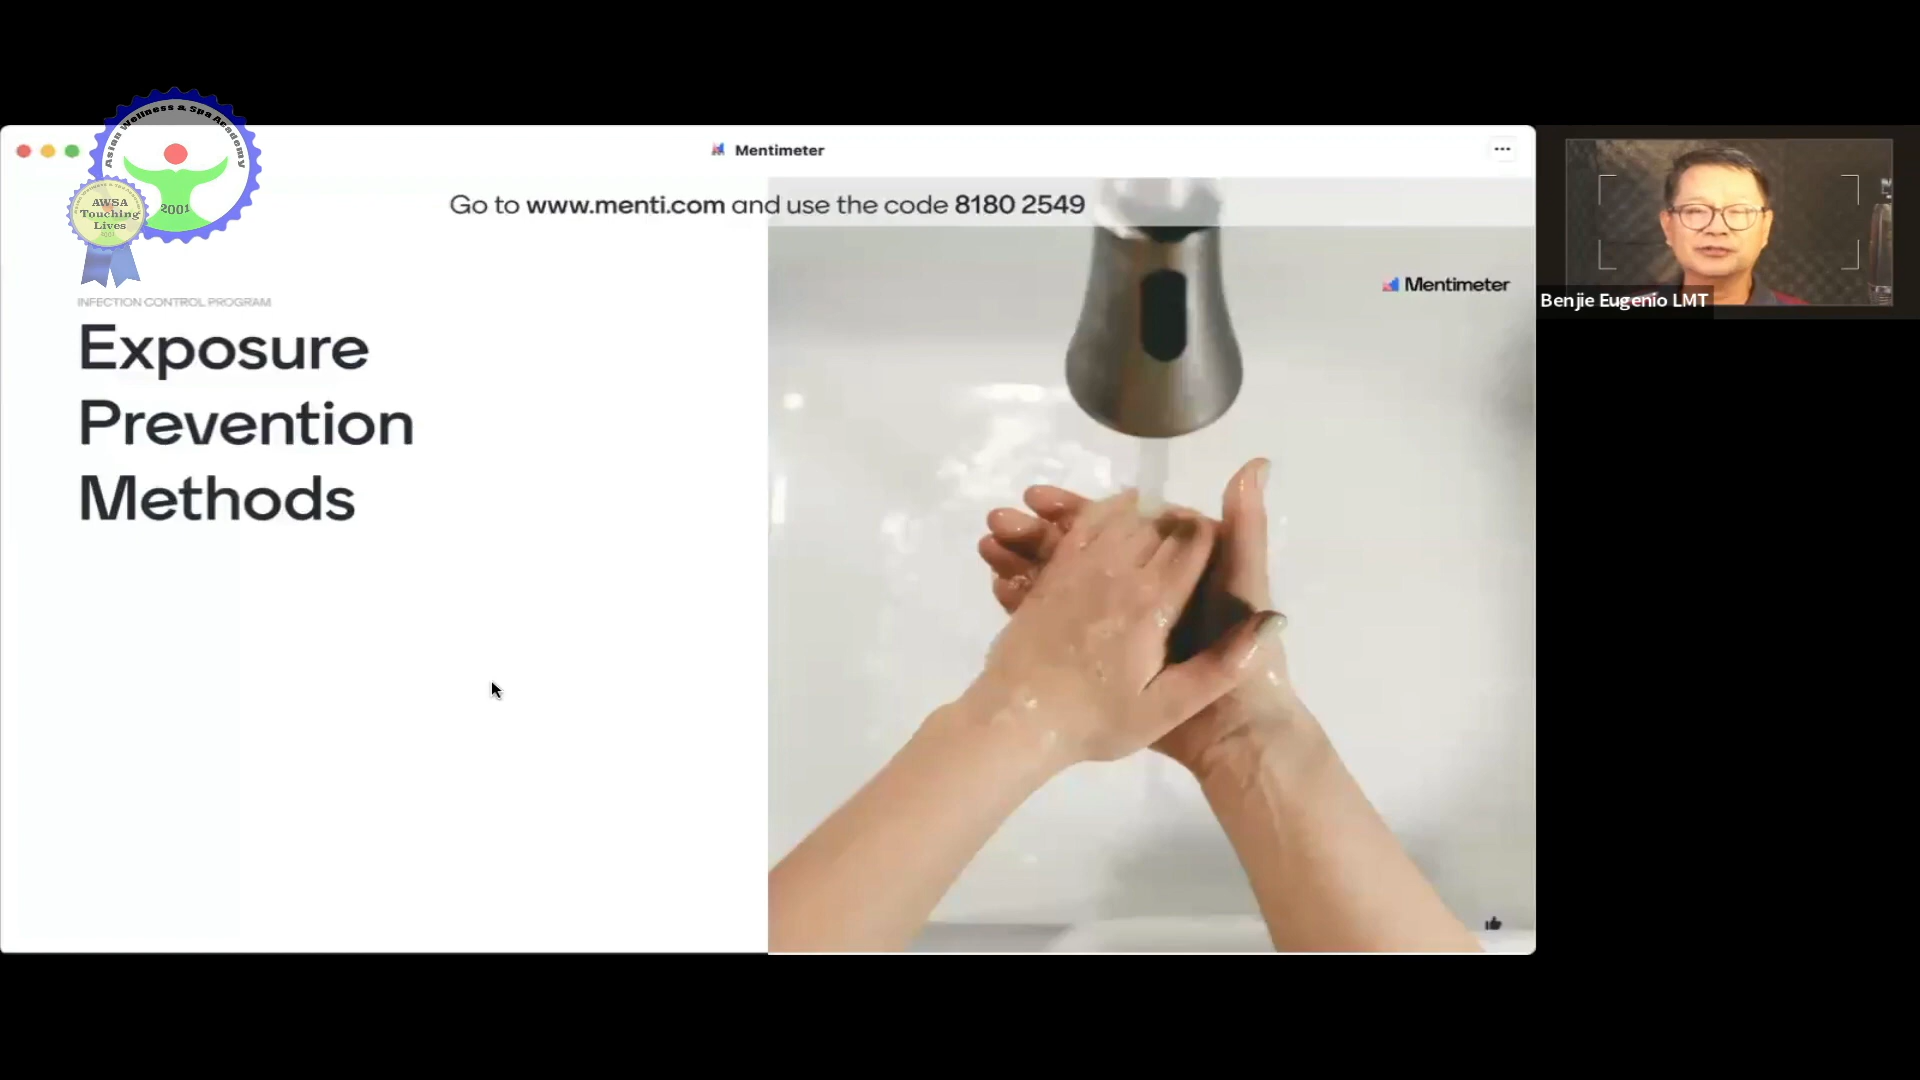 Asian Wellness & Spa Academy
2001
AWSA
Touching
Lives
2001
Mentimeter
Go to www.menti.com and use the code 8180 2549
Mentimeter
Benjie Eugenio LMT
INFECTION CONTROL PROGRAM
Exposure
Prevention
Methods